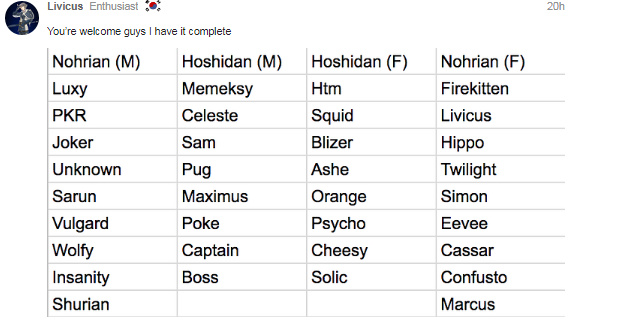 Livicus Enthusiast 20h
You're welcome guys I have it complete
Nohrian (M) Hoshidan (M) Hoshidan (F) Nohrian (F)
Luxy Memeksy Htm Firekitten
PKR Celeste Squid Livicus
Joker Sam Blizer Hippo
Unknown Pug Ashe Twilight
Sarun Maximus Orange Simon
Vulgard Poke Psycho Eevee
Wolfy Captain Cheesy Cassar
Insanity Boss Solic Confusto
Shurian Marcus